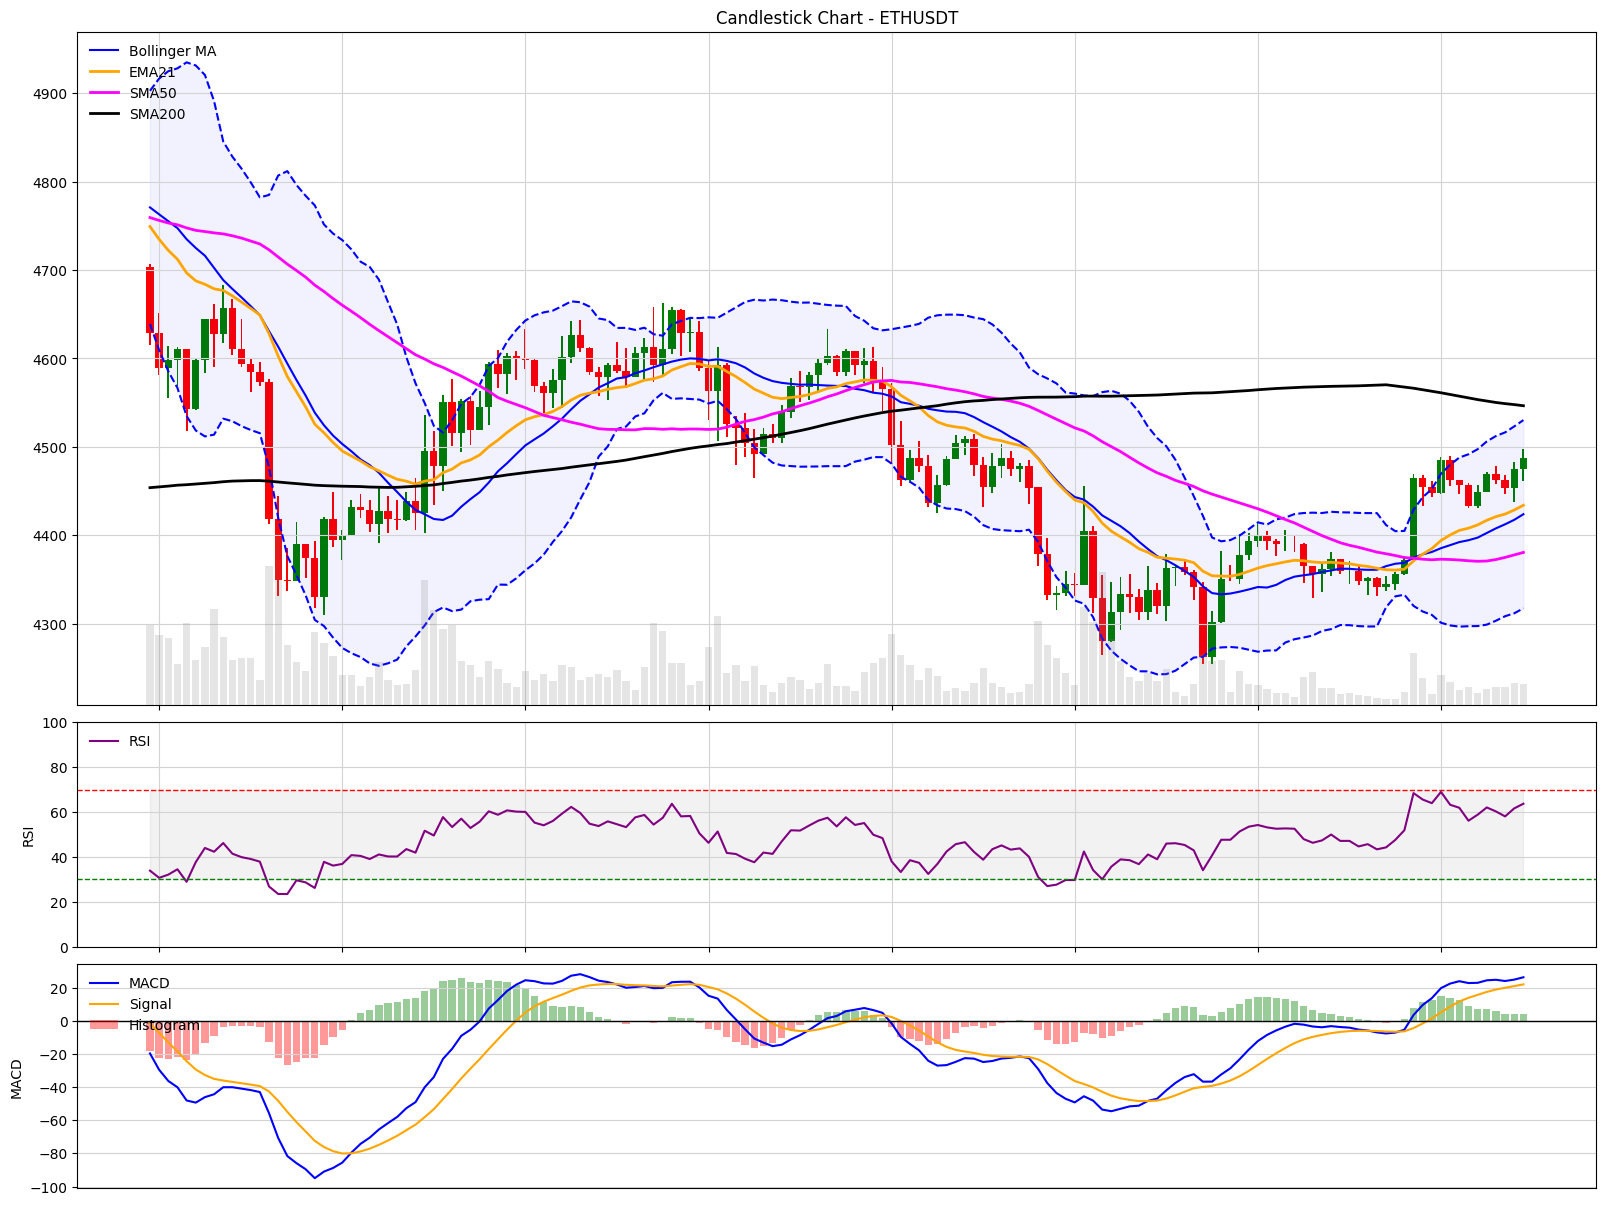 Candlestick Chart - ETHUSDT
Bollinger MA
EMA21
SMA50
SMA200
4900
4800
4700
4600
4500
4400
4300
RSI
100
80
60
40
20
0
RSI
MACD
Signal
Histogram
20
0
−20
−40
−60
−80
−100
MACD